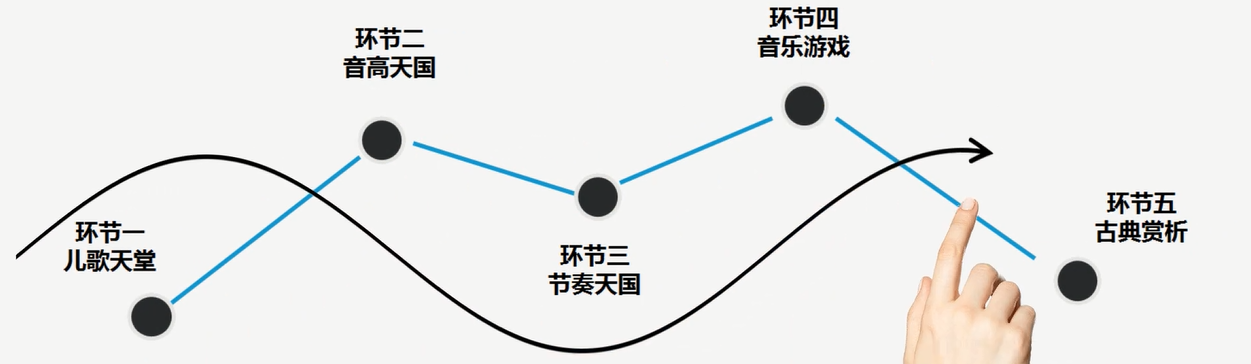 环节一
儿歌天堂
环节二
音高天国
环节三
节奏天国
环节四
音乐游戏
环节五
古典赏析